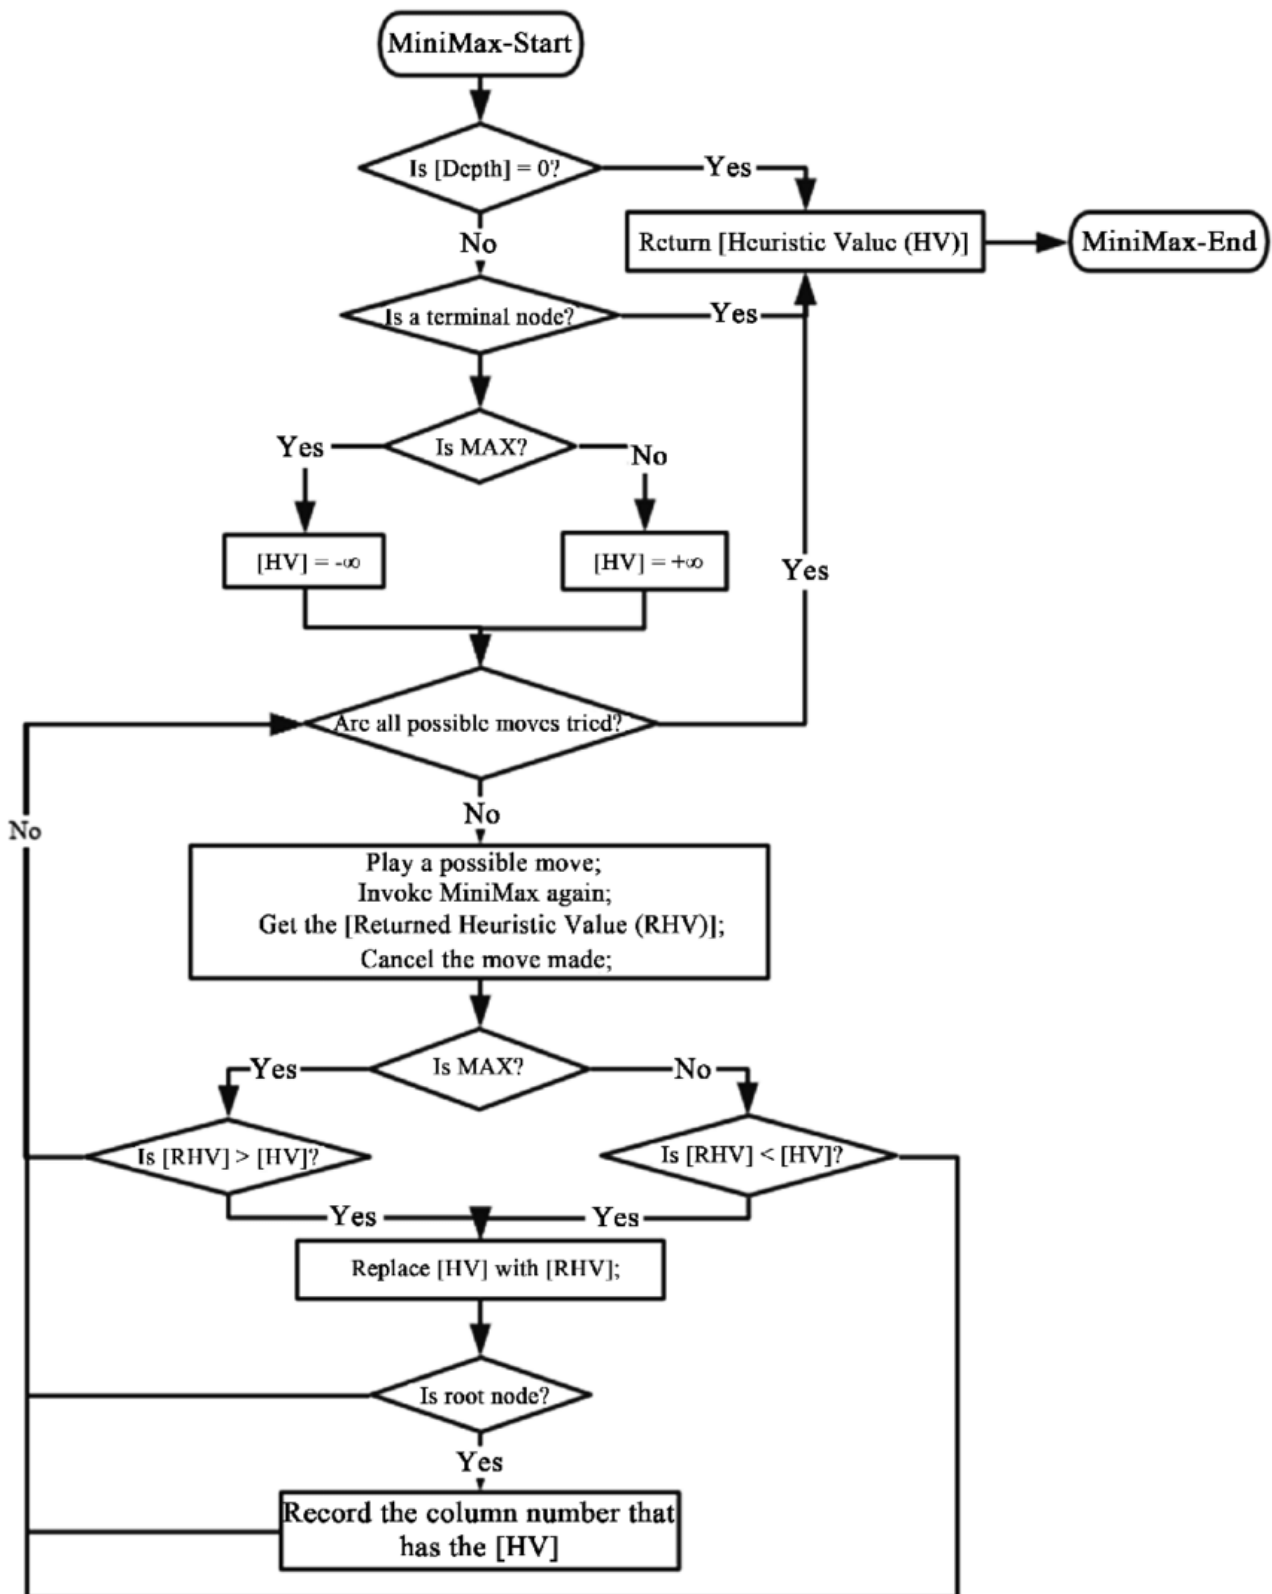 MiniMax-Start
Is [Depth] = 0?
Yes
No
Return [Heuristic Value (HV)]
MiniMax-End
Is a terminal node?
Yes
Is MAX?
Yes
No
[HV] = -∞
[HV] = +∞
Yes
Are all possible moves tried?
No
No
Play a possible move;
Invoke MiniMax again;
Get the [Returned Heuristic Value (RHV)];
Cancel the move made;
Is MAX?
Yes
No
Is [RHV] > [HV]?
Is [RHV] < [HV]?
Yes
Yes
Replace [HV] with [RHV];
Is root node?
Yes
Record the column number that
has the [HV]